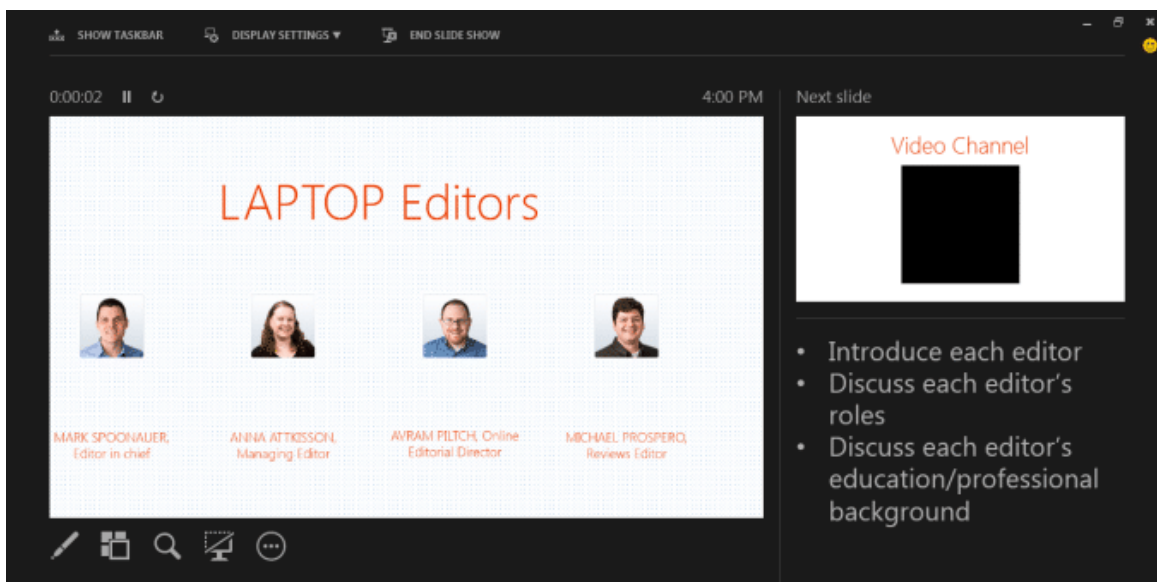 SHOW TASKBAR DISPLAY SETTINGS ▼ END SLIDE SHOW
0:00:02 4:00 PM Next slide
LAPTOP Editors
Video Channel
MARK SPOONAUER,
Editor in chief
ANNA ATTKISSON,
Managing Editor
AVRAM PILTCH, Online
Editorial Director
MICHAEL PROSPERO,
Reviews Editor
• Introduce each editor
• Discuss each editor's
roles
• Discuss each editor's
education/professional
background